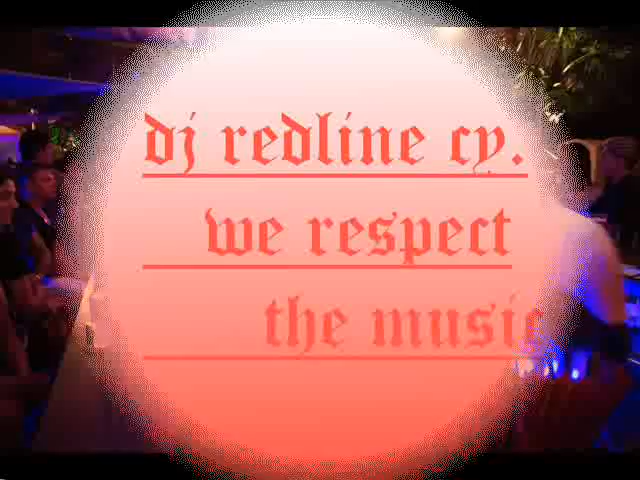 dj redline cy.
we respect
the music